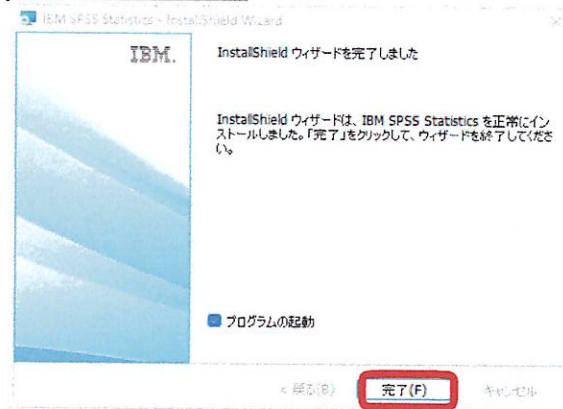 IBM SPSS Statistics - InstallShield Wizard
IBM.
InstallShield ウィザードを完了しました
InstallShield ウィザードは、IBM SPSS Statistics を正常にイン
ストールしました。「完了」をクリックして、ウィザードを終了してくださ
い。
プログラムの起動
< 戻る(B)
完了(F)
キャンセル